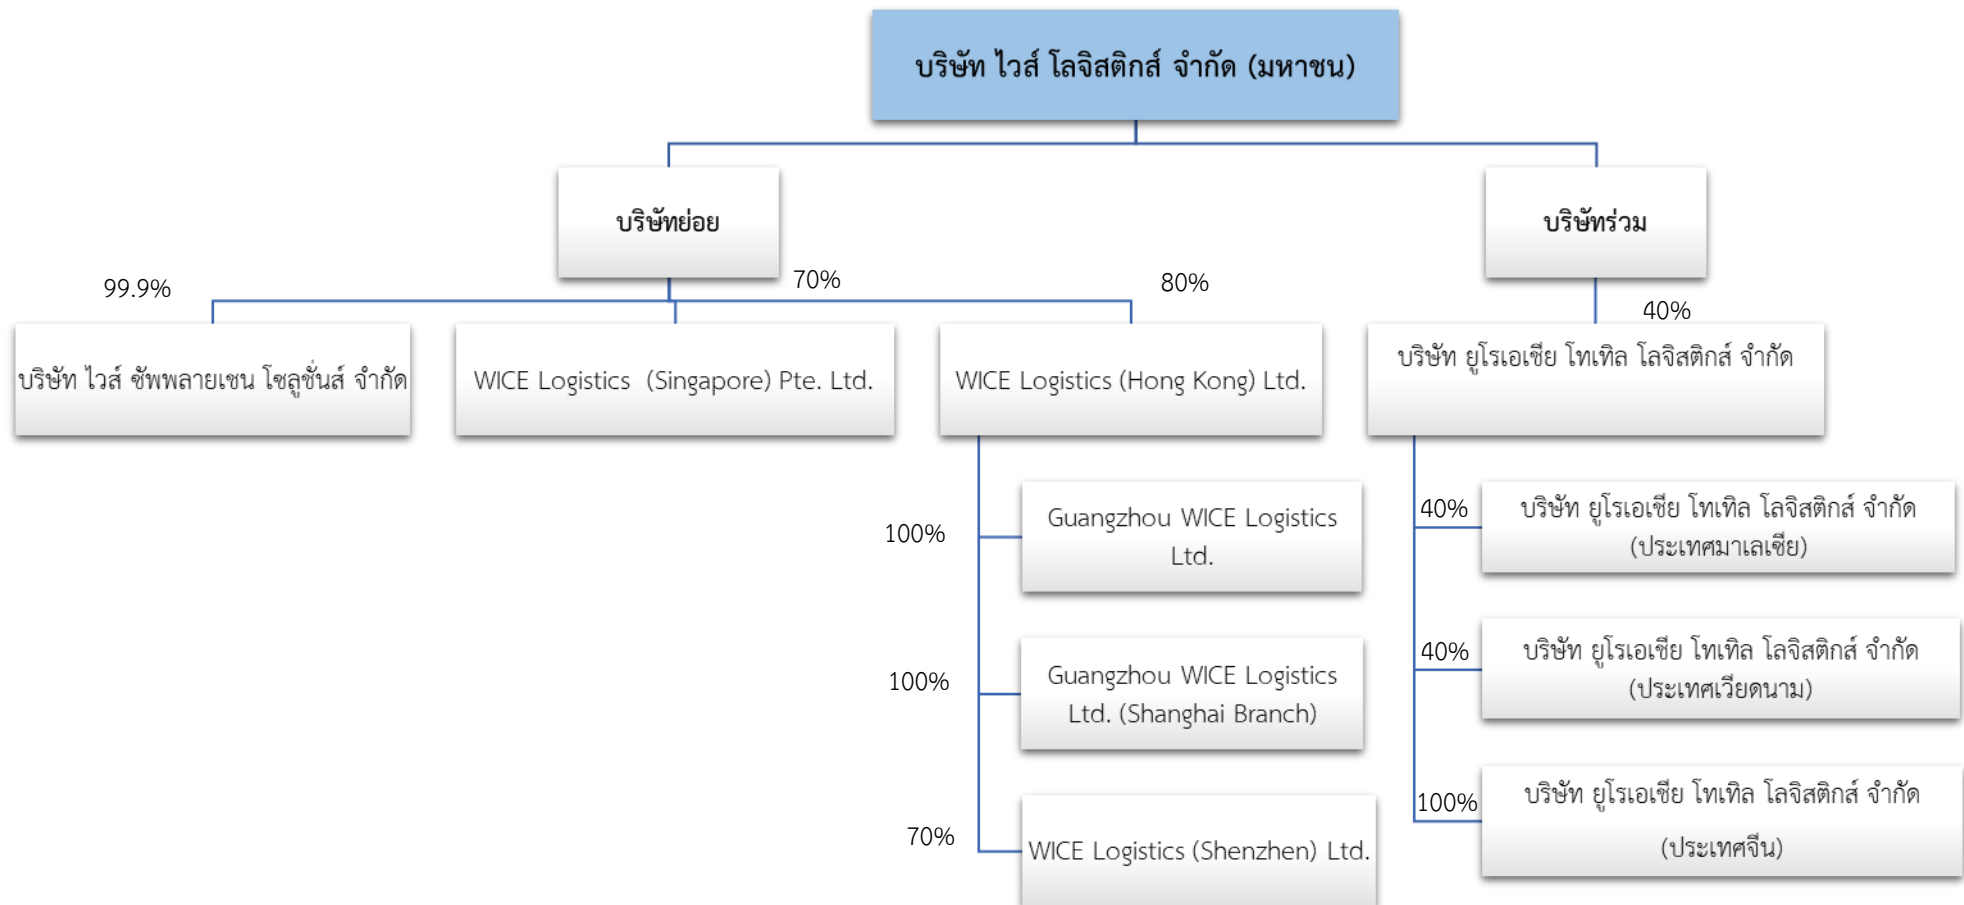 บริษัท ไวส์ โลจิสติกส์ จำกัด (มหาชน)
บริษัทย่อย
บริษัทร่วม
99.9%
70%
80%
40%
บริษัท ไวส์ ซัพพลายเชน โซลูชั่นส์ จำกัด
WICE Logistics (Singapore) Pte. Ltd.
WICE Logistics (Hong Kong) Ltd.
บริษัท ยูโรเอเชีย โทเทิล โลจิสติกส์ จำกัด
100%
Guangzhou WICE Logistics
Ltd.
100%
Guangzhou WICE Logistics
Ltd. (Shanghai Branch)
70%
WICE Logistics (Shenzhen) Ltd.
40%
บริษัท ยูโรเอเชีย โทเทิล โลจิสติกส์ จำกัด
(ประเทศมาเลเซีย)
40%
บริษัท ยูโรเอเชีย โทเทิล โลจิสติกส์ จำกัด
(ประเทศเวียดนาม)
100%
บริษัท ยูโรเอเชีย โทเทิล โลจิสติกส์ จำกัด
(ประเทศจีน)